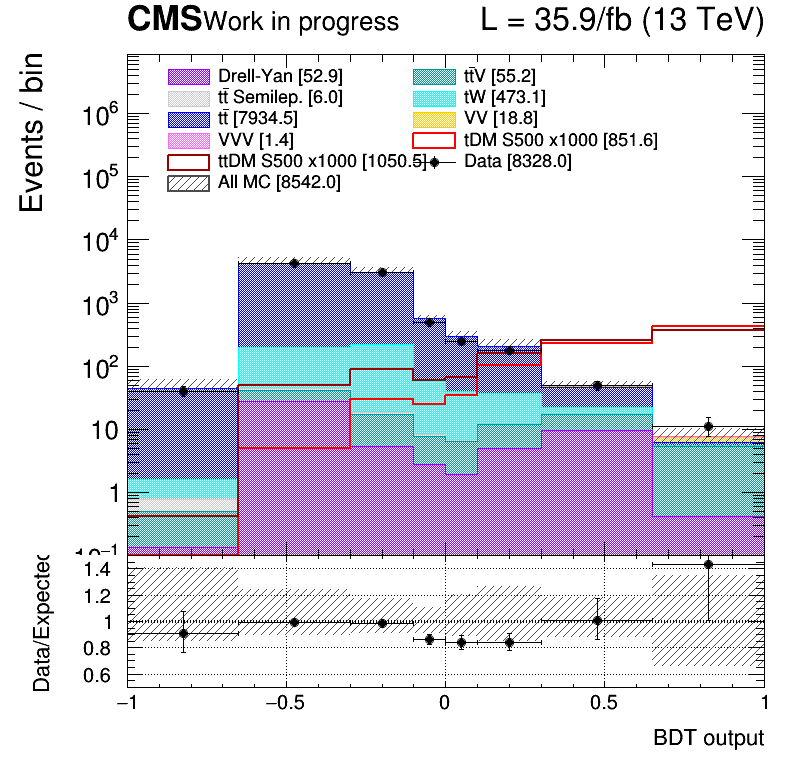 CMS Work in progress L = 35.9/fb (13 TeV)
Events / bin
Drell-Yan [52.9] tt̄V [55.2]
tt̄ Semilep. [6.0] tW [473.1]
tt̄ [7934.5] VV [18.8]
VVV [1.4] tDM S500 x1000 [851.6]
ttDM S500 x1000 [1050.5] Data [8328.0]
All MC [8542.0]
10⁶
10⁵
10⁴
10³
10²
10
1
10⁻¹
Data/Expected
1.4
1.2
1
0.8
0.6
−1 −0.5 0 0.5 1
BDT output